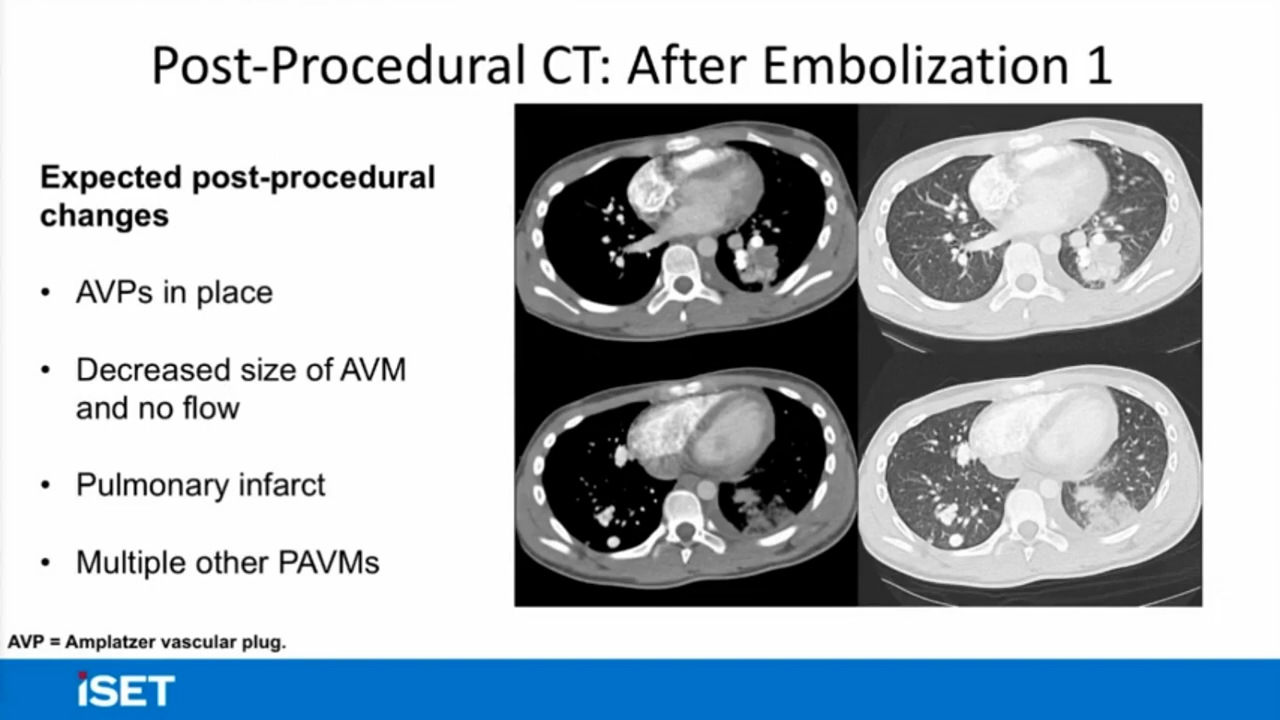 Post-Procedural CT: After Embolization 1
Expected post-procedural
changes
• AVPs in place
• Decreased size of AVM
and no flow
• Pulmonary infarct
• Multiple other PAVMs
AVP = Amplatzer vascular plug.
iSET